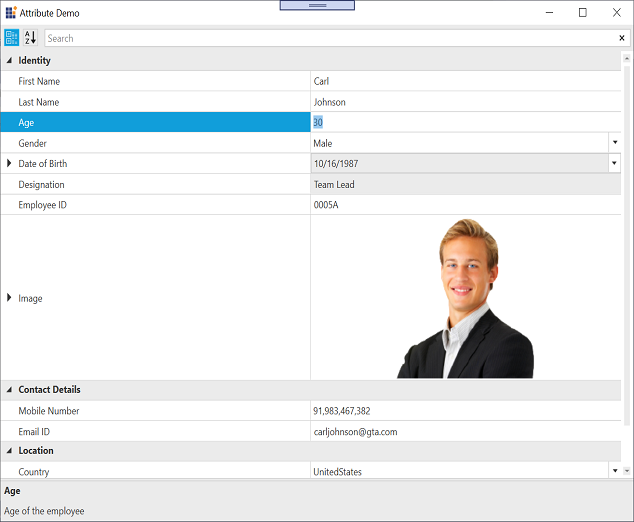 Attribute Demo
A Z Search
Identity
First Name Carl
Last Name Johnson
Age 30
Gender Male
Date of Birth 10/16/1987
Designation Team Lead
Employee ID 0005A
Image
Contact Details
Mobile Number 91,983,467,382
Email ID carljohnson@gta.com
Location
Country UnitedStates
Age
Age of the employee